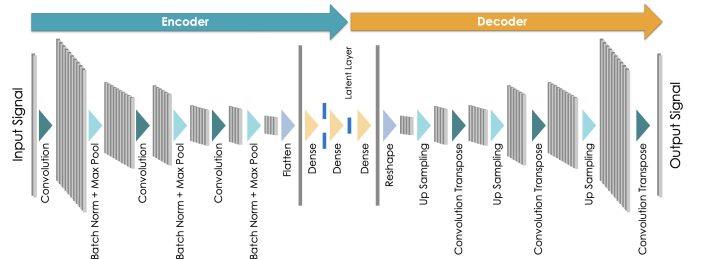 Encoder
Decoder
Input Signal
Convolution
Batch Norm + Max Pool
Convolution
Batch Norm + Max Pool
Convolution
Batch Norm + Max Pool
Flatten
Dense
Dense
Latent Layer
Dense
Reshape
Up Sampling
Convolution Transpose
Up Sampling
Convolution Transpose
Up Sampling
Convolution Transpose
Output Signal